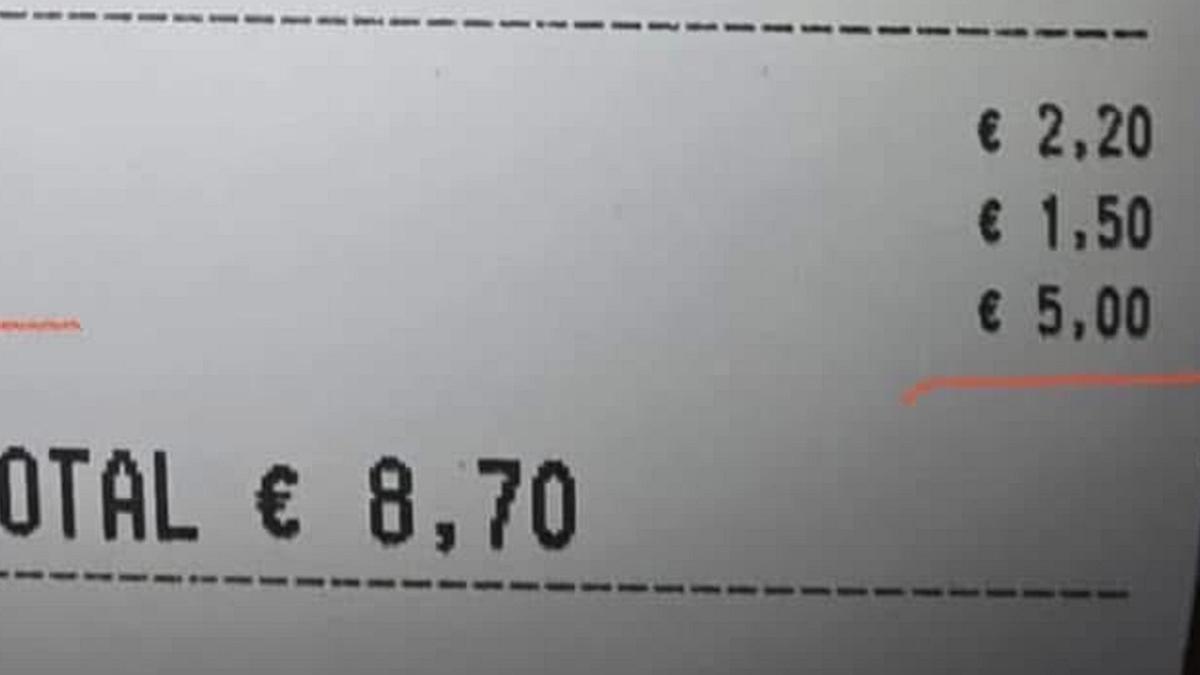 € 2,20
€ 1,50
€ 5,00
OTAL € 8,70